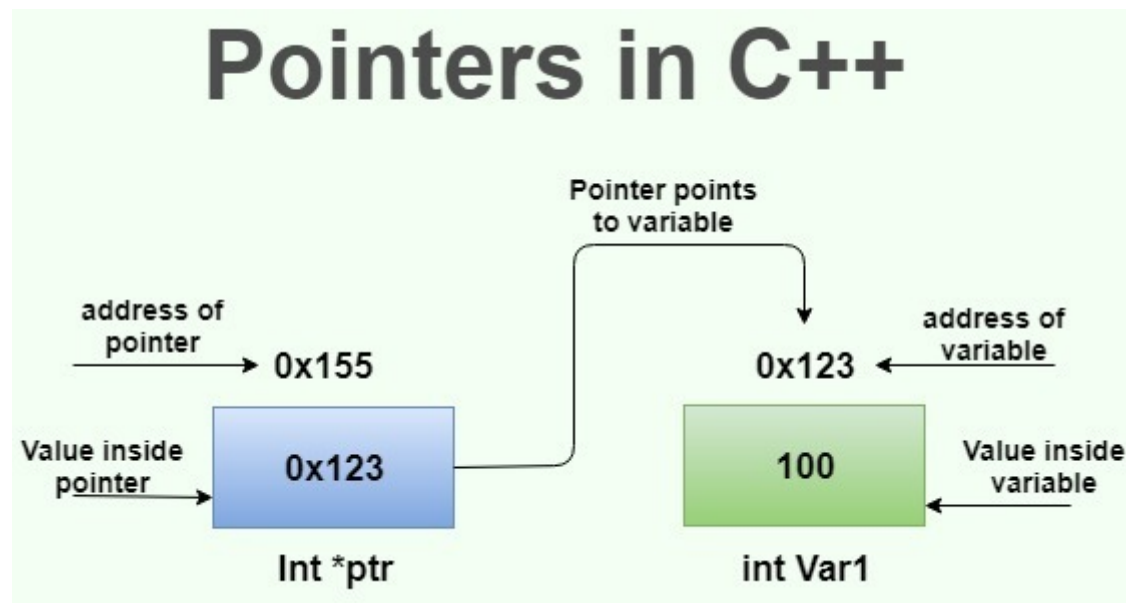 Pointers in C++
Pointer points
to variable
address of
pointer
0x155
address of
variable
0x123
Value inside
pointer
0x123
100
Value inside
variable
Int *ptr
int Var1